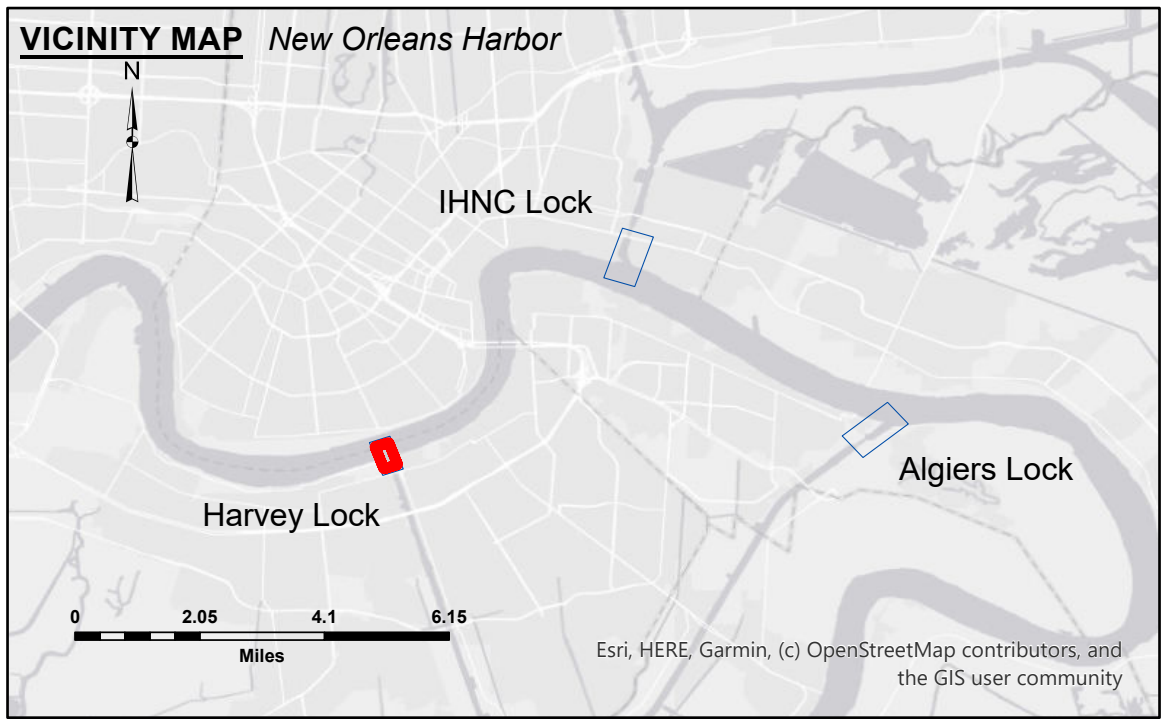 VICINITY MAP New Orleans Harbor
N
IHNC Lock
Algiers Lock
Harvey Lock
0 2.05 4.1 6.15
Miles
Esri, HERE, Garmin, (c) OpenStreetMap contributors, and
the GIS user community